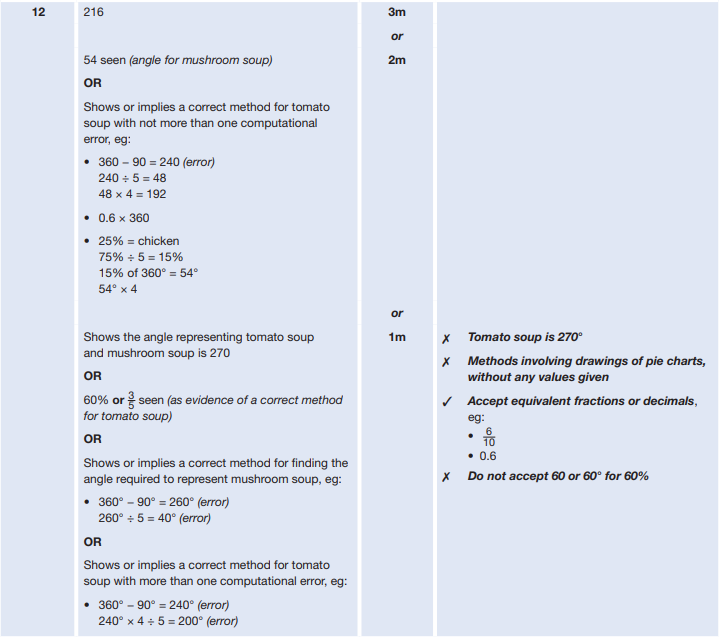 12 216 3m
or
54 seen (angle for mushroom soup) 2m
OR
Shows or implies a correct method for tomato
soup with not more than one computational
error, eg:
• 360 – 90 = 240 (error)
240 ÷ 5 = 48
48 × 4 = 192
• 0.6 × 360
• 25% = chicken
75% ÷ 5 = 15%
15% of 360° = 54°
54° × 4
or
Shows the angle representing tomato soup
and mushroom soup is 270
1m
✗ Tomato soup is 270°
✗ Methods involving drawings of pie charts,
without any values given
OR
60% or 3/5 seen (as evidence of a correct method
for tomato soup)
✓ Accept equivalent fractions or decimals,
eg:
• 6/10
• 0.6
✗ Do not accept 60 or 60° for 60%
OR
Shows or implies a correct method for finding the
angle required to represent mushroom soup, eg:
• 360° – 90° = 260° (error)
260° ÷ 5 = 40° (error)
OR
Shows or implies a correct method for tomato
soup with more than one computational error, eg:
• 360° – 90° = 240° (error)
240° × 4 ÷ 5 = 200° (error)